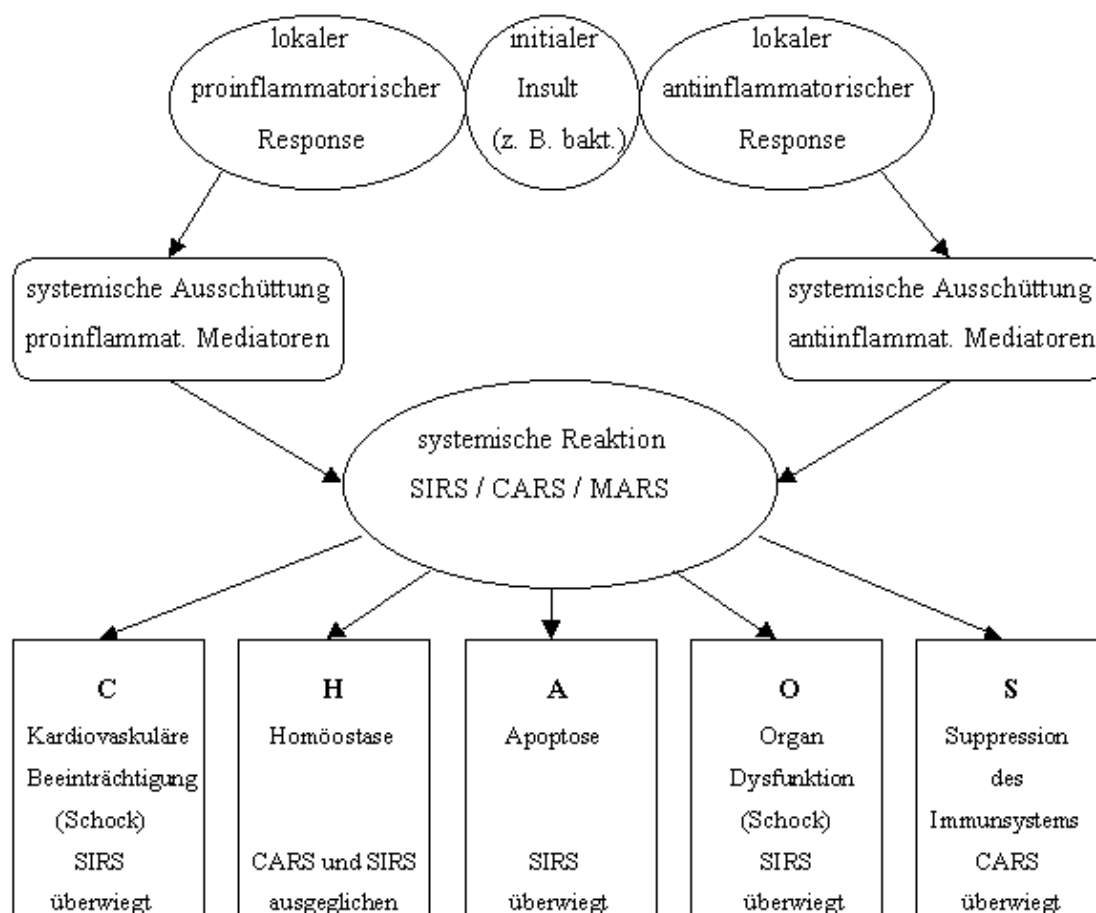 lokaler
proinflammatorischer
Response
initialer
Insult
(z. B. bakt.)
lokaler
antiinflammatorischer
Response
systemische Ausschüttung
proinflammat. Mediatoren
systemische Ausschüttung
antiinflammat. Mediatoren
systemische Reaktion
SIRS / CARS / MARS
C
Kardiovaskuläre
Beeinträchtigung
(Schock)
SIRS
überwiegt
H
Homöostase
CARS und SIRS
ausgeglichen
A
Apoptose
SIRS
überwiegt
O
Organ
Dysfunktion
(Schock)
SIRS
überwiegt
S
Suppression
des
Immunsystems
CARS
überwiegt